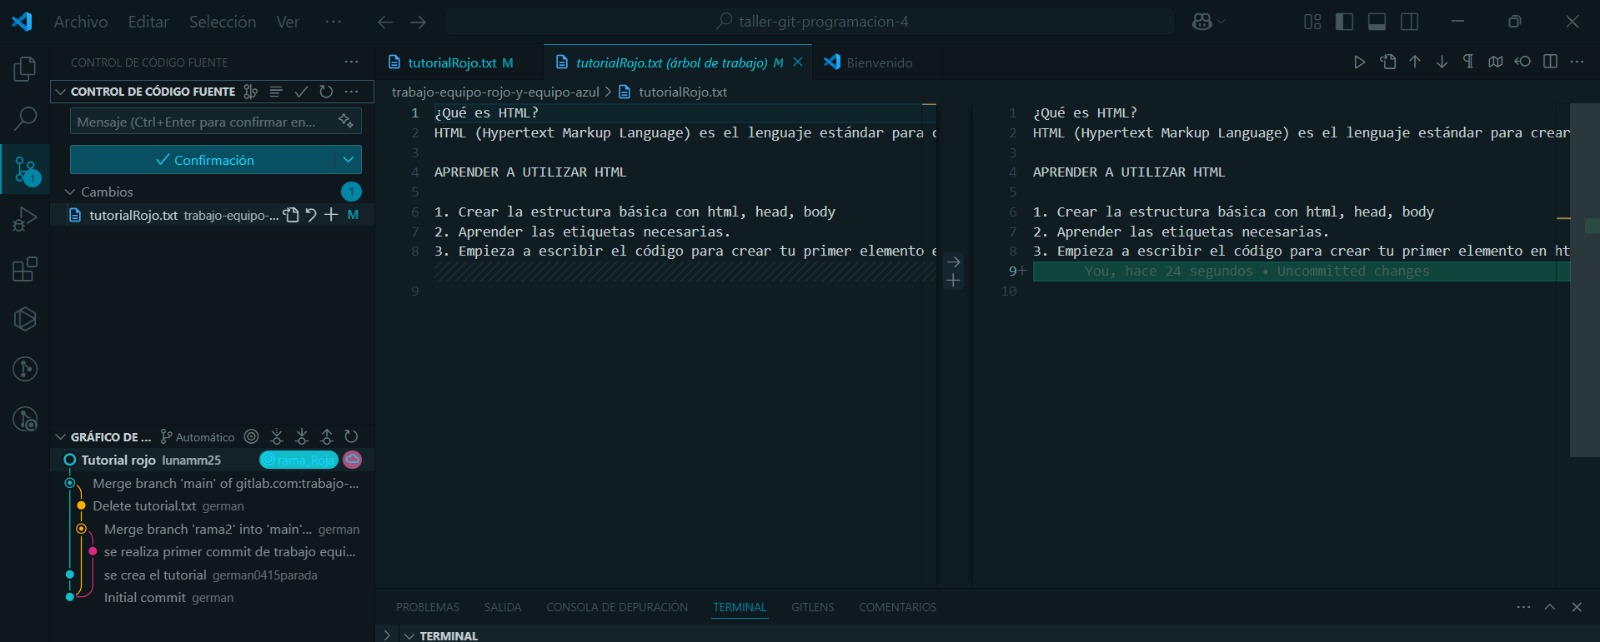 Archivo Editar Selección Ver ··· taller-git-programacion-4
CONTROL DE CÓDIGO FUENTE ···
CONTROL DE CÓDIGO FUENTE ···
Mensaje (Ctrl+Enter para confirmar en...
Confirmación
Cambios 1
tutorialRojo.txt trabajo-equipo-... M
1
GRÁFICO DE ... Automático
Tutorial rojo lunamm25 rama_Roja
Merge branch 'main' of gitlab.com:trabajo-...
Delete tutorial.txt german
Merge branch 'rama2' into 'main'... german
se realiza primer commit de trabajo equi...
se crea el tutorial german0415parada
Initial commit german
tutorialRojo.txt M tutorialRojo.txt (árbol de trabajo) M Bienvenido
trabajo-equipo-rojo-y-equipo-azul > tutorialRojo.txt
1 ¿Qué es HTML?
2 HTML (Hypertext Markup Language) es el lenguaje estándar para c
3
4 APRENDER A UTILIZAR HTML
5
6 1. Crear la estructura básica con html, head, body
7 2. Aprender las etiquetas necesarias.
8 3. Empieza a escribir el código para crear tu primer elemento e
9
1 ¿Qué es HTML?
2 HTML (Hypertext Markup Language) es el lenguaje estándar para crear
3
4 APRENDER A UTILIZAR HTML
5
6 1. Crear la estructura básica con html, head, body
7 2. Aprender las etiquetas necesarias.
8 3. Empieza a escribir el código para crear tu primer elemento en ht
9+ You, hace 24 segundos • Uncommitted changes
10
PROBLEMAS SALIDA CONSOLA DE DEPURACIÓN TERMINAL GITLENS COMENTARIOS ···
TERMINAL